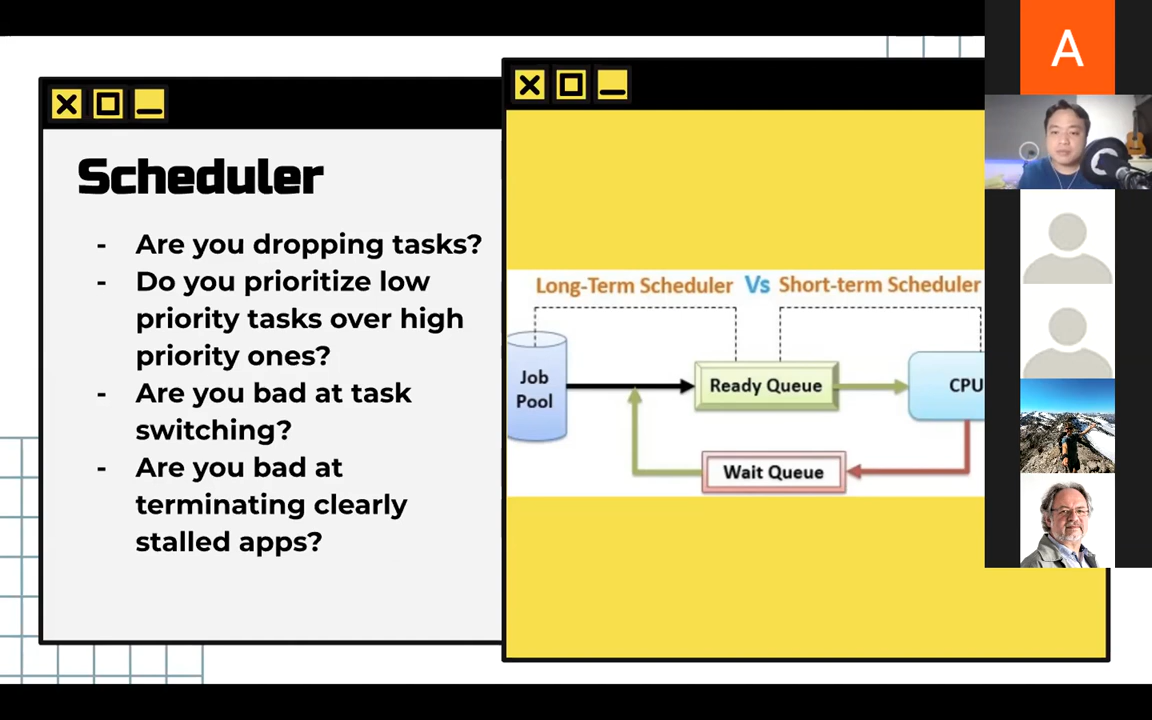 Scheduler
- Are you dropping tasks?
- Do you prioritize low
priority tasks over high
priority ones?
- Are you bad at task
switching?
- Are you bad at
terminating clearly
stalled apps?
Long-Term Scheduler Vs Short-term Scheduler
Job
Pool
Ready Queue
CPU
Wait Queue
A